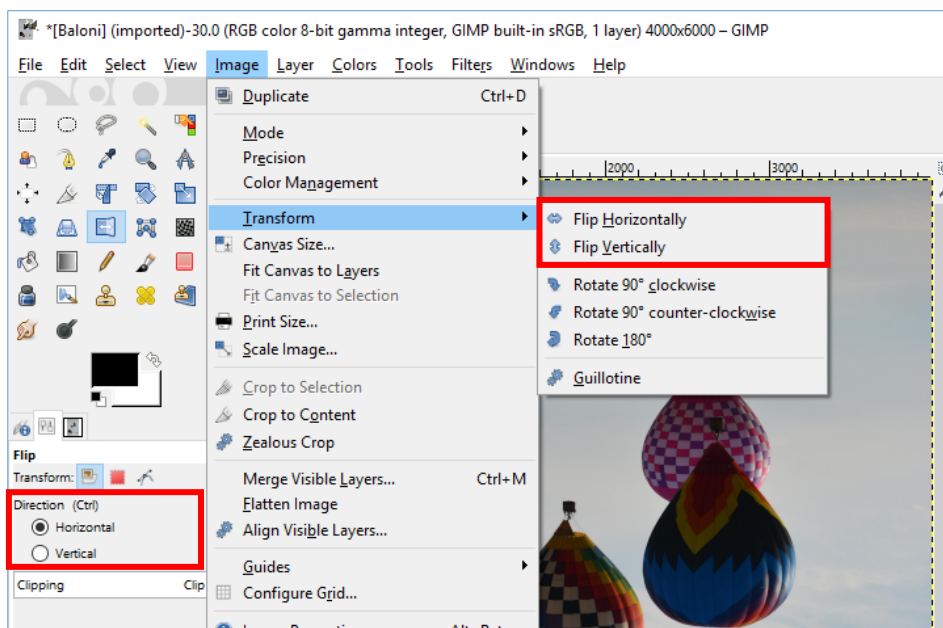 *[Baloni] (imported)-30.0 (RGB color 8-bit gamma integer, GIMP built-in sRGB, 1 layer) 4000x6000 – GIMP
File Edit Select View Image Layer Colors Tools Filters Windows Help
Duplicate Ctrl+D
Mode
Precision
Color Management
Transform
Canvas Size...
Fit Canvas to Layers
Fit Canvas to Selection
Print Size...
Scale Image...
Crop to Selection
Crop to Content
Zealous Crop
Merge Visible Layers... Ctrl+M
Flatten Image
Align Visible Layers...
Guides
Configure Grid...
2000 3000
Flip Horizontally
Flip Vertically
Rotate 90° clockwise
Rotate 90° counter-clockwise
Rotate 180°
Guillotine
Flip
Transform:
Direction (Ctrl)
Horizontal
Vertical
Clipping Clip